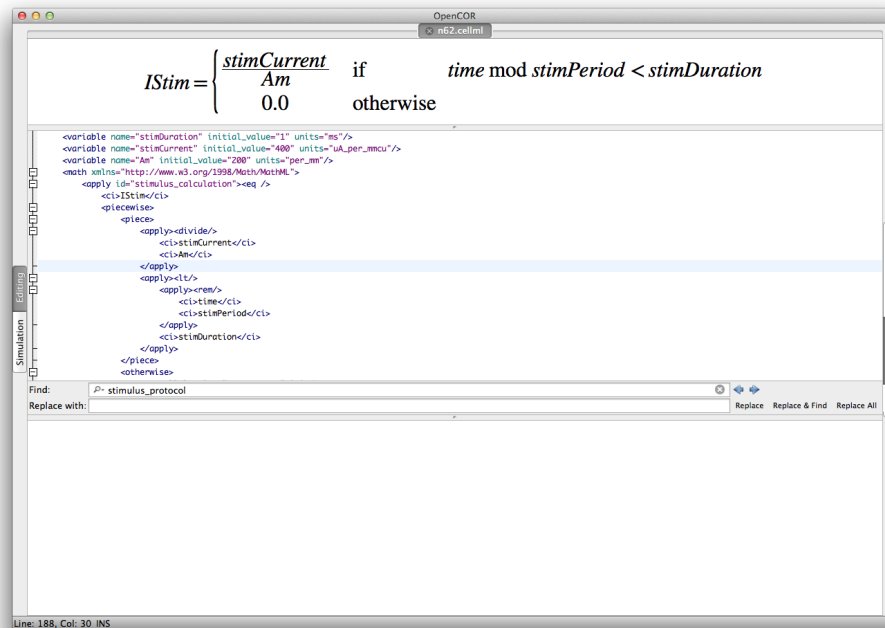 OpenCOR
n62.cellml
IStim = { stimCurrent / Am if time mod stimPeriod < stimDuration
0.0 otherwise
<variable name="stimDuration" initial_value="1" units="ms"/>
<variable name="stimCurrent" initial_value="400" units="uA_per_mmcu"/>
<variable name="Am" initial_value="200" units="per_mm"/>
<math xmlns="http://www.w3.org/1998/Math/MathML">
<apply id="stimulus_calculation"><eq />
<ci>IStim</ci>
<piecewise>
<piece>
<apply><divide/>
<ci>stimCurrent</ci>
<ci>Am</ci>
</apply>
<apply><lt/>
<apply><rem/>
<ci>time</ci>
<ci>stimPeriod</ci>
</apply>
<ci>stimDuration</ci>
</apply>
</piece>
<otherwise>
Editing
Simulation
Find: stimulus_protocol
Replace with: Replace Replace & Find Replace All
Line: 188, Col: 30 INS